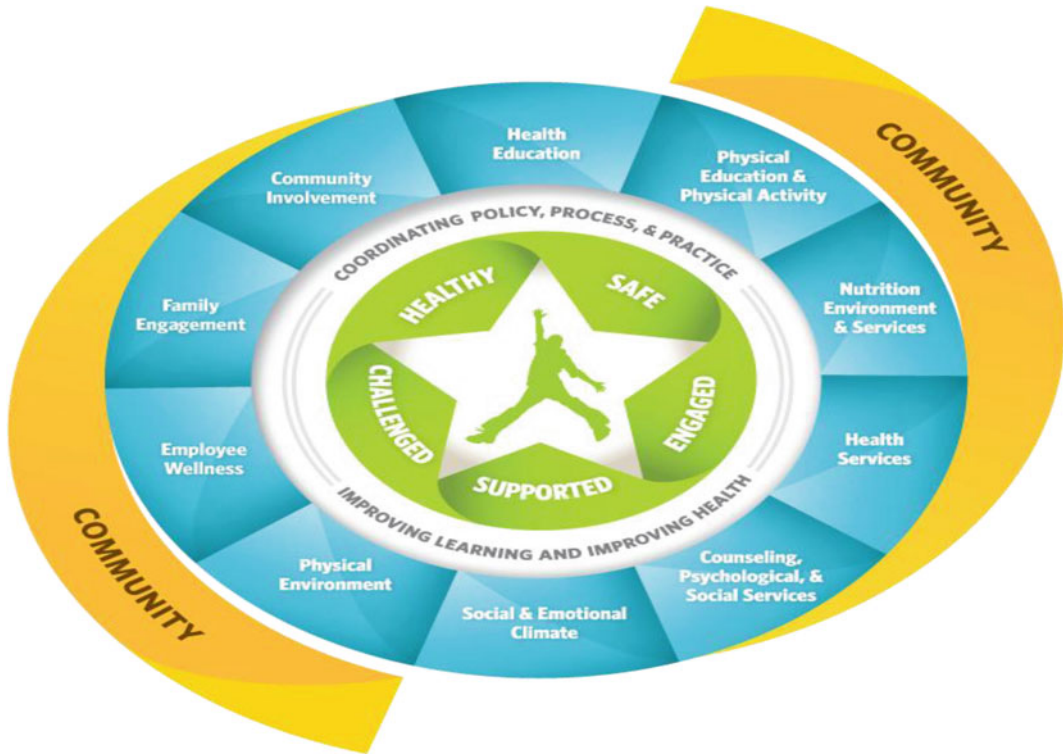 COMMUNITY
Health
Education
Physical
Education &
Physical Activity
Nutrition
Environment
& Services
Health
Services
Counseling,
Psychological, &
Social Services
Social & Emotional
Climate
Physical
Environment
Employee
Wellness
Family
Engagement
Community
Involvement
COORDINATING POLICY, PROCESS, & PRACTICE
IMPROVING LEARNING AND IMPROVING HEALTH
HEALTHY
SAFE
ENGAGED
SUPPORTED
CHALLENGED
COMMUNITY